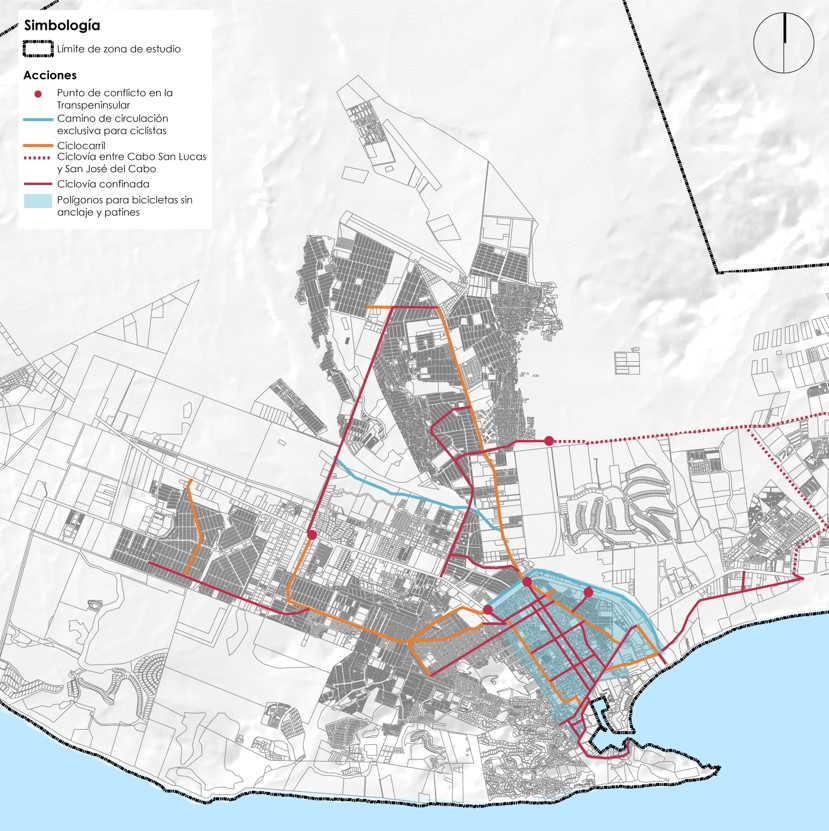 Simbología
Límite de zona de estudio
Acciones
Punto de conflicto en la
Transpeninsular
Camino de circulación
exclusiva para ciclistas
Ciclocarril
Ciclovía entre Cabo San Lucas
y San José del Cabo
Ciclovía confinada
Polígonos para bicicletas sin
anclaje y patines